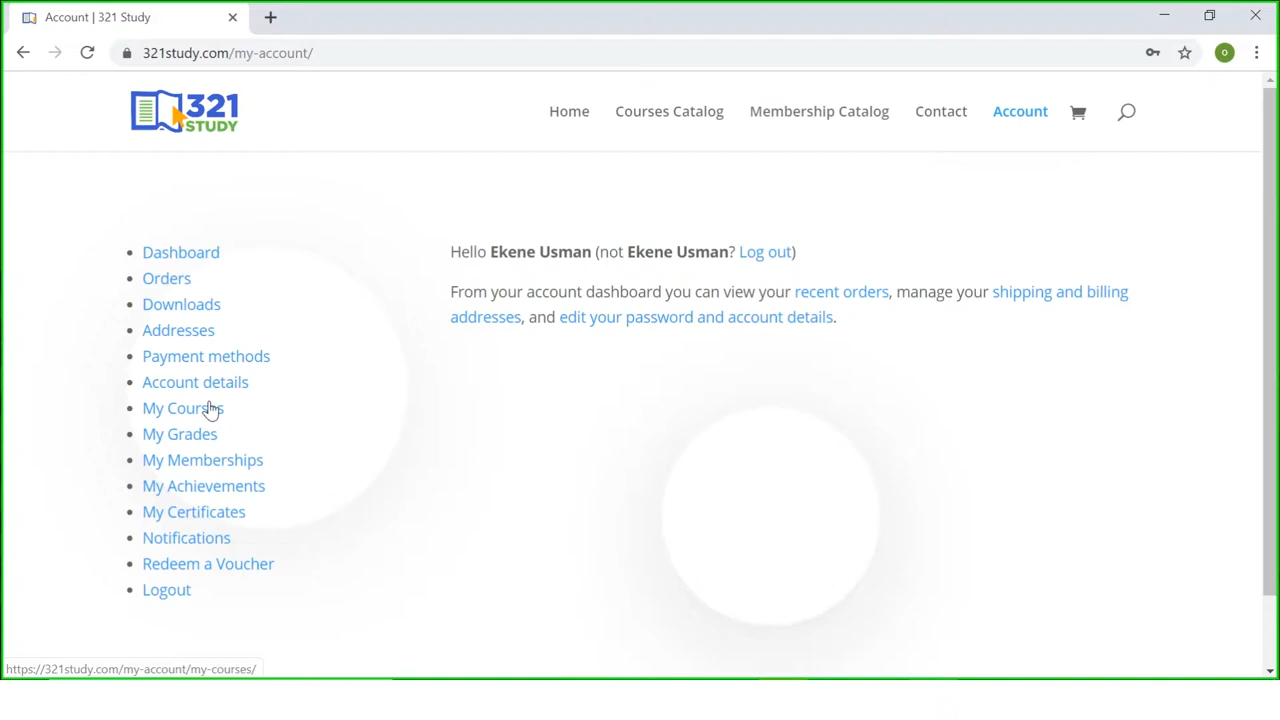 Account | 321 Study
321study.com/my-account/
o
321
STUDY
Home
Courses Catalog
Membership Catalog
Contact
Account
Dashboard
Orders
Downloads
Addresses
Payment methods
Account details
My Courses
My Grades
My Memberships
My Achievements
My Certificates
Notifications
Redeem a Voucher
Logout
Hello Ekene Usman (not Ekene Usman? Log out)
From your account dashboard you can view your recent orders, manage your shipping and billing
addresses, and edit your password and account details.
https://321study.com/my-account/my-courses/